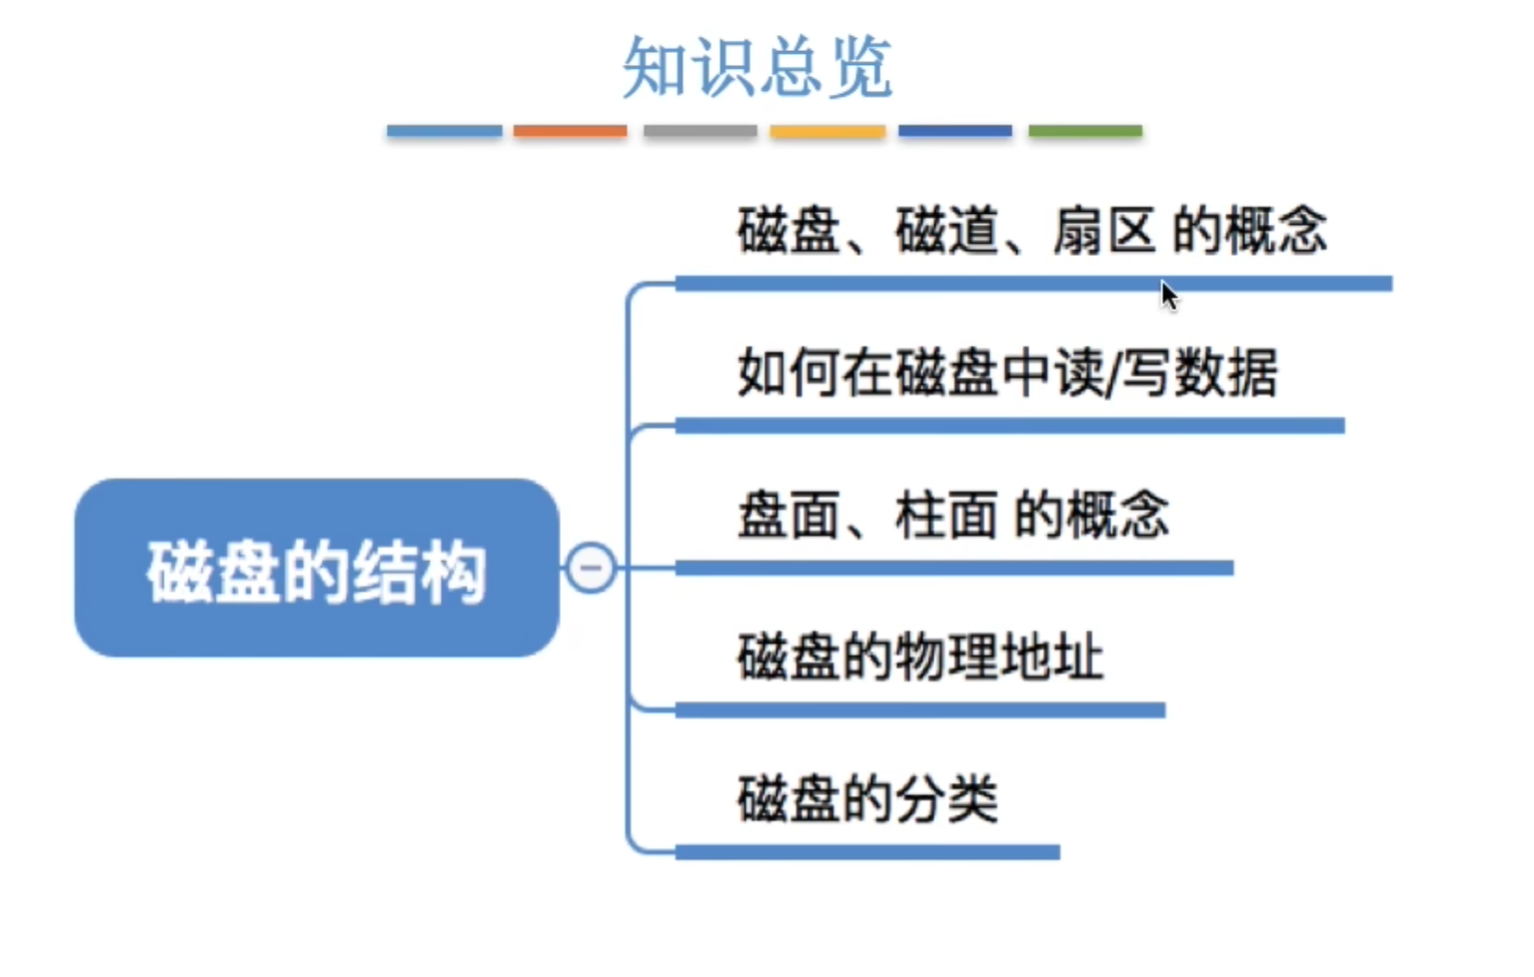 知识总览
磁盘、磁道、扇区 的概念
如何在磁盘中读/写数据
盘面、柱面 的概念
磁盘的结构
磁盘的物理地址
磁盘的分类